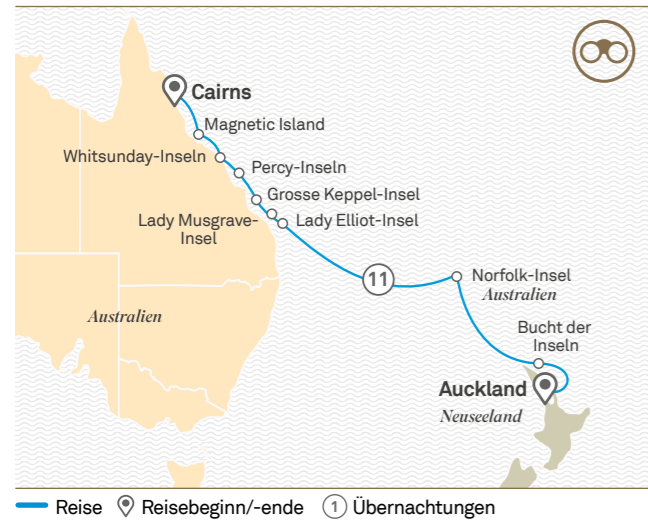 Cairns
Magnetic Island
Whitsunday-Inseln
Percy-Inseln
Grosse Keppel-Insel
Lady Musgrave-
Insel
Lady Elliot-Insel
11
Norfolk-Insel
Australien
Australien
Bucht der
Inseln
Auckland
Neuseeland
Reise Reisebeginn/-ende 1 Übernachtungen